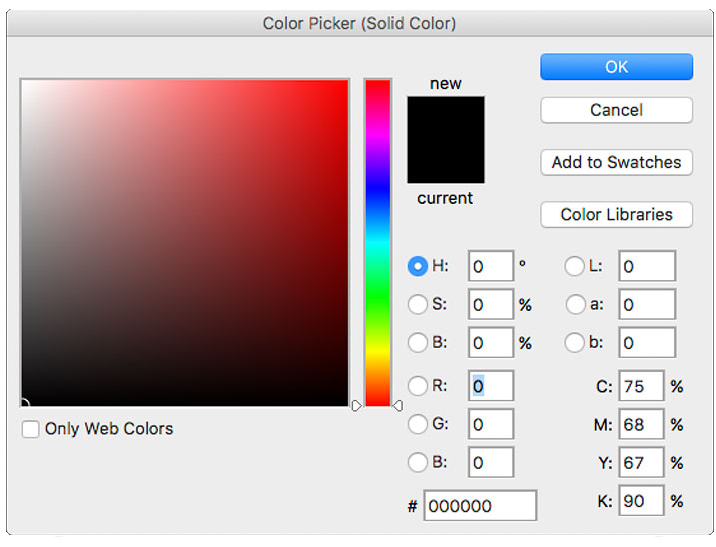 Color Picker (Solid Color)
new
current
OK
Cancel
Add to Swatches
Color Libraries
H: 0 °
S: 0 %
B: 0 %
R: 0
G: 0
B: 0
# 000000
L: 0
a: 0
b: 0
C: 75 %
M: 68 %
Y: 67 %
K: 90 %
Only Web Colors